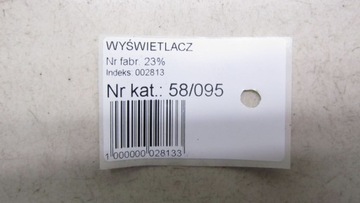 WYŚWIETLACZ
Nr fabr. 23%
Indeks: 002813
Nr kat.: 58/095
1 000000 028133